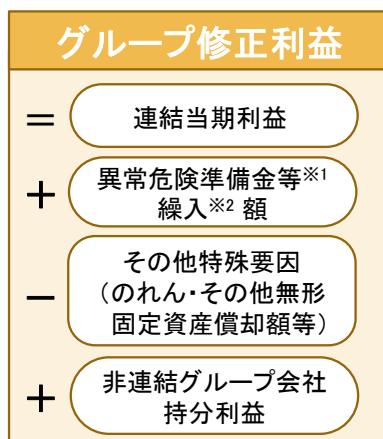 グループ修正利益
＝ 連結当期利益
＋ 異常危険準備金等※1
繰入※2 額
－ その他特殊要因
（のれん・その他無形
固定資産償却額等）
＋ 非連結グループ会社
持分利益